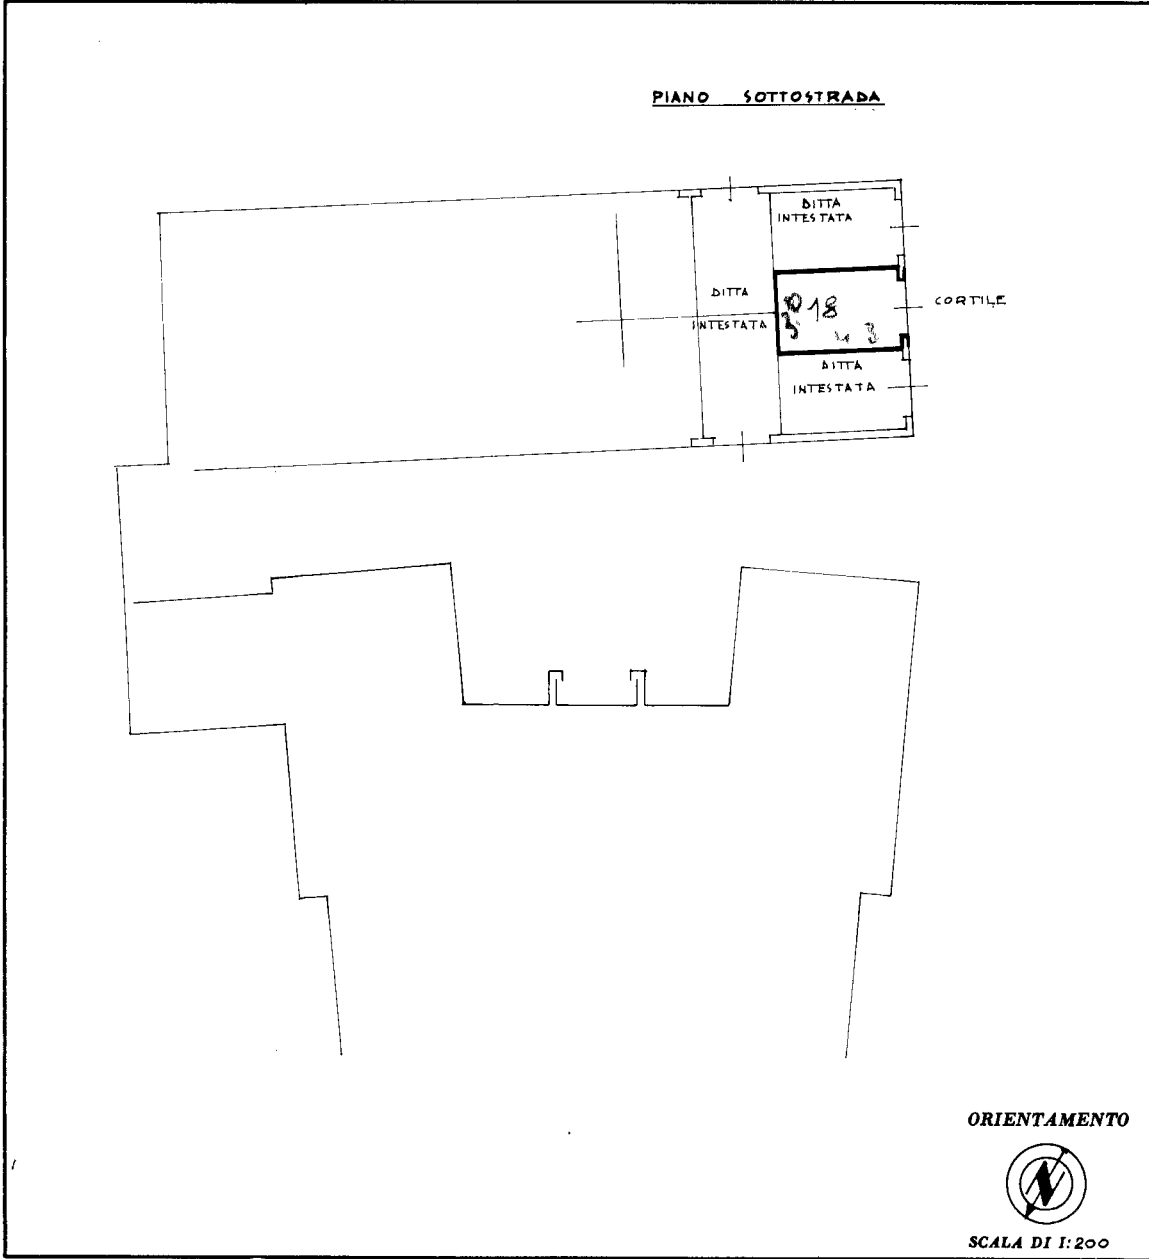 PIANO SOTTOSTRADA
DITTA
INTESTATA
DITTA
INTESTATA
18
CORTILE
DITTA
INTESTATA
ORIENTAMENTO
N
SCALA DI 1:200